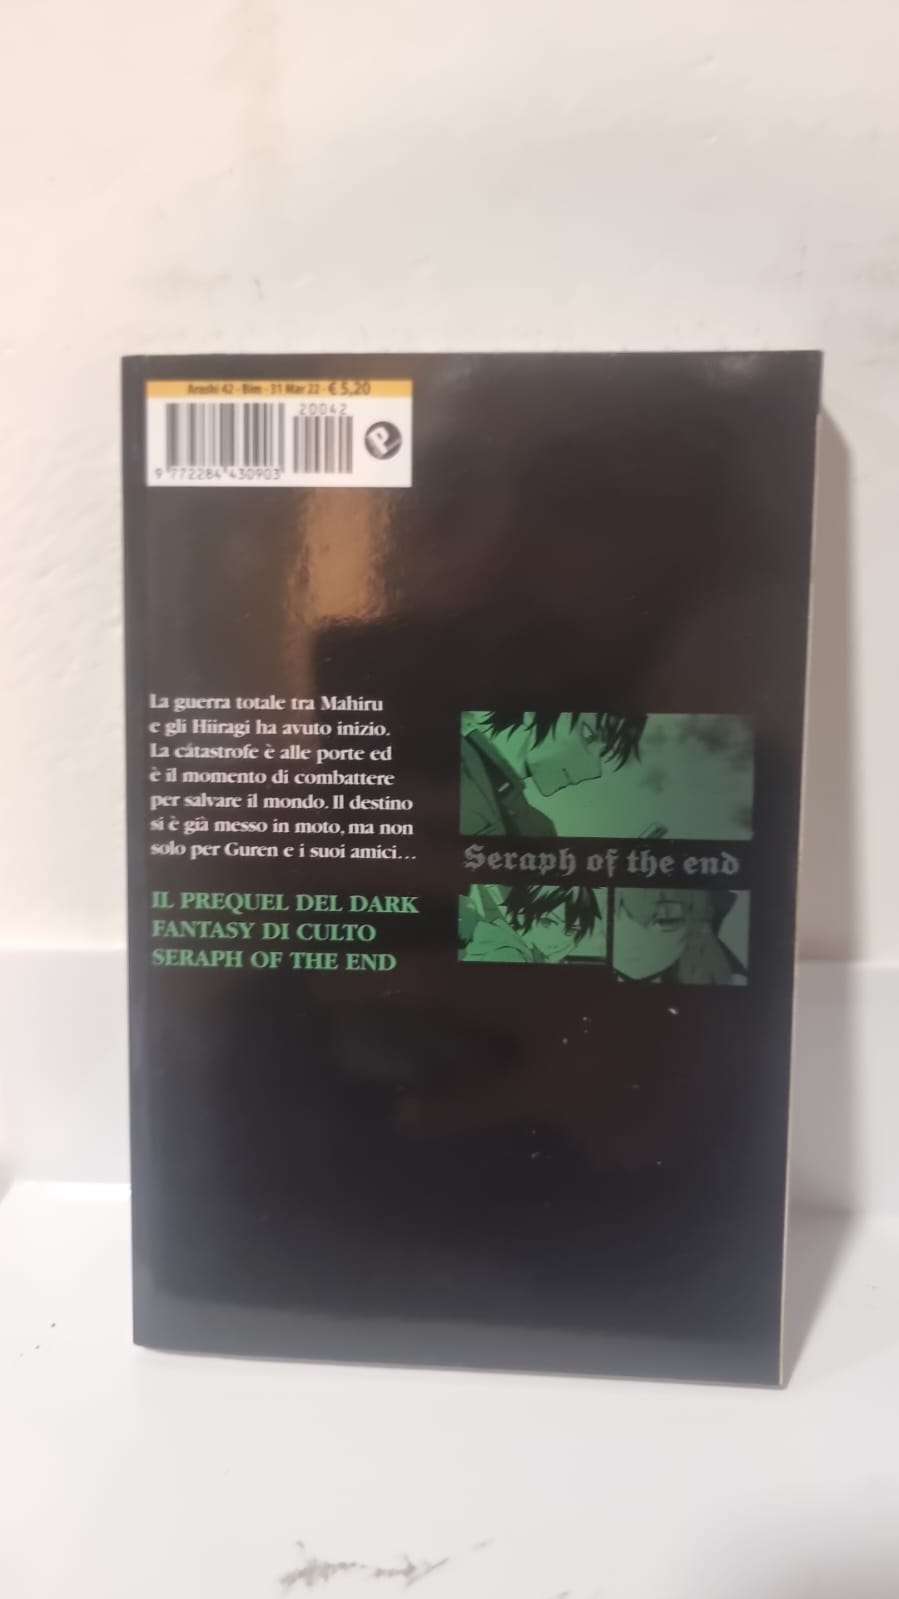 Arashi 42 - Bim - 31 Mar 22 - € 5,20
20042
9 772284 430903
P
La guerra totale tra Mahiru
e gli Hiiragi ha avuto inizio.
La catastrofe è alle porte ed
è il momento di combattere
per salvare il mondo. Il destino
si è già messo in moto, ma non
solo per Guren e i suoi amici...
IL PREQUEL DEL DARK
FANTASY DI CULTO
SERAPH OF THE END
Seraph of the end